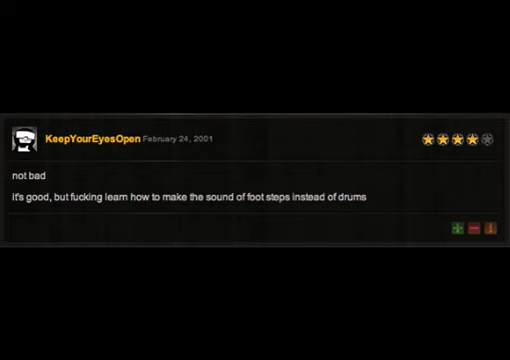 KeepYourEyesOpen February 24, 2001
not bad
it's good, but fucking learn how to make the sound of foot steps instead of drums